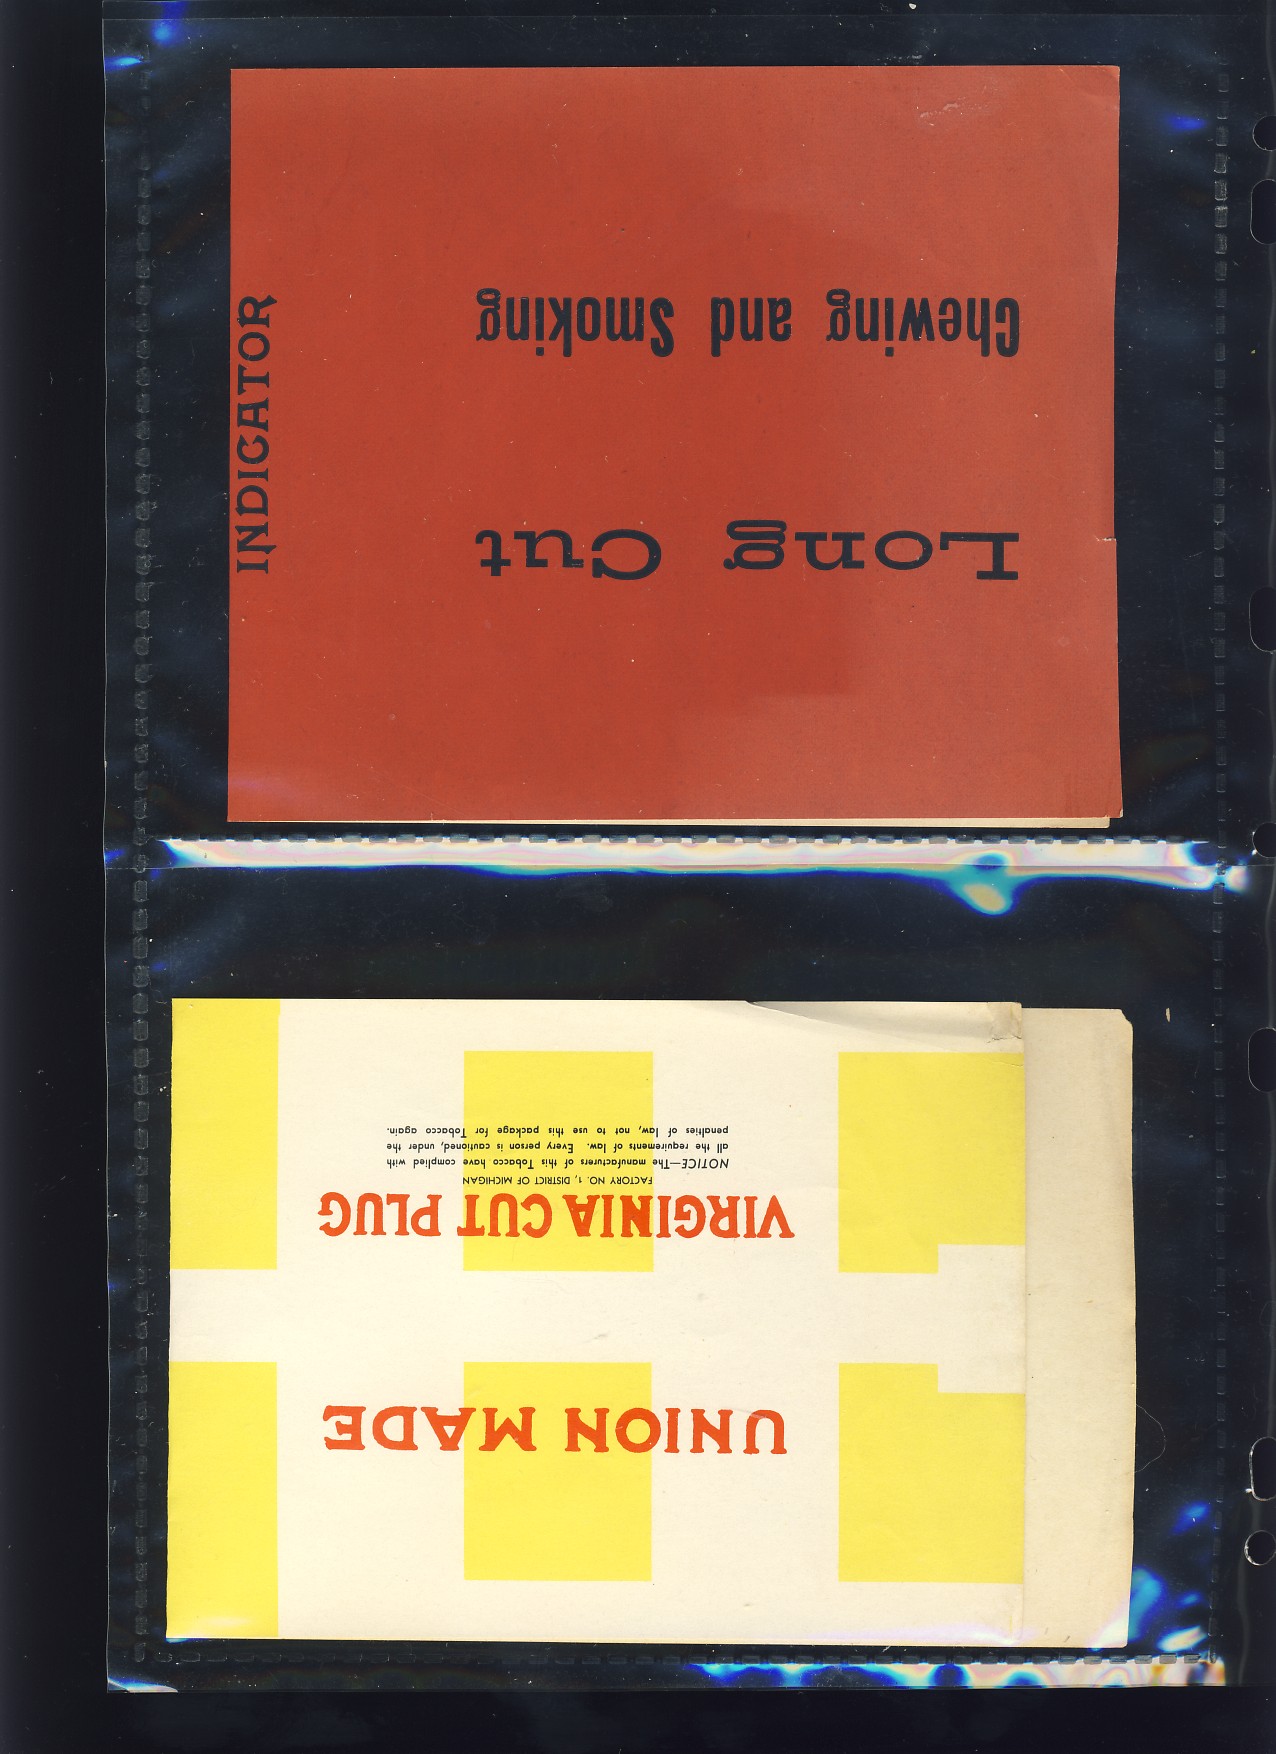 INDICATOR
Long Cut
Chewing and Smoking
UNION MADE
VIRGINIA CUT PLUG
FACTORY NO. 1, DISTRICT OF MICHIGAN
NOTICE—The manufacturers of this Tobacco have complied with
all the requirements of law. Every person is cautioned, under the
penalties of law, not to use this package for Tobacco again.